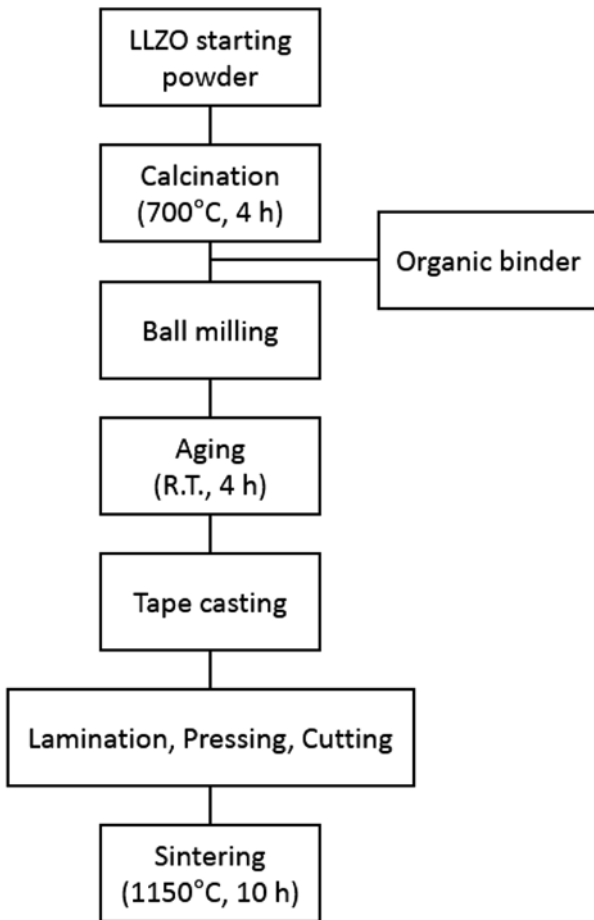 LLZO starting
powder
Calcination
(700°C, 4 h)
Organic binder
Ball milling
Aging
(R.T., 4 h)
Tape casting
Lamination, Pressing, Cutting
Sintering
(1150°C, 10 h)